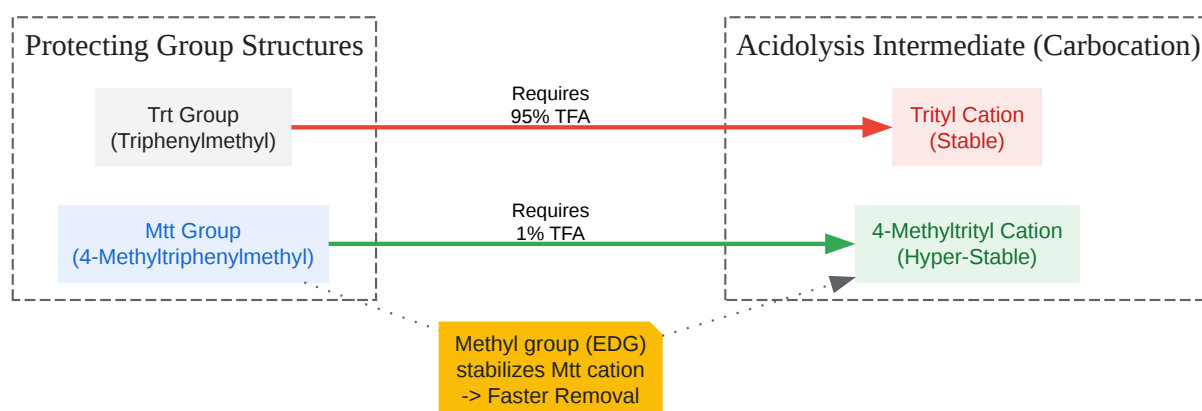 Protecting Group Structures
Acidolysis Intermediate (Carbocation)
Trt Group
(Triphenylmethyl)
Requires
95% TFA
Trityl Cation
(Stable)
Mtt Group
(4-Methyltriphenylmethyl)
Requires
1% TFA
4-Methyltrityl Cation
(Hyper-Stable)
Methyl group (EDG)
stabilizes Mtt cation
-> Faster Removal